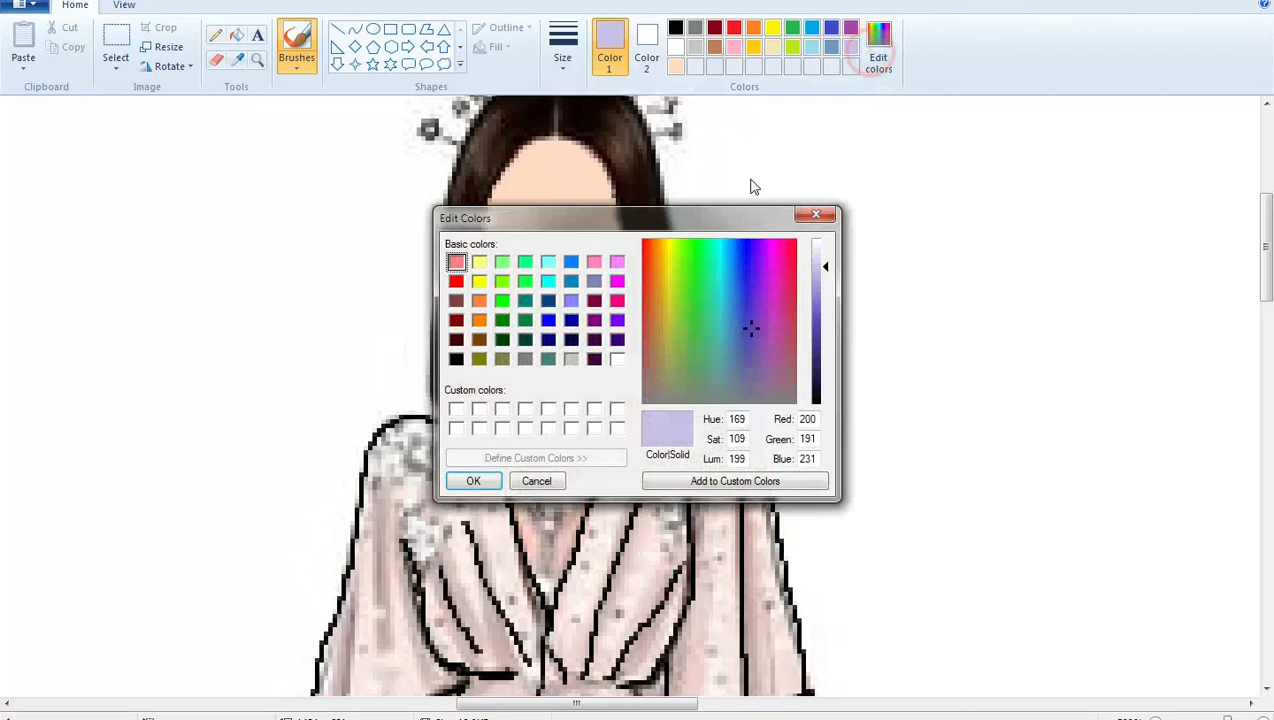 Home View
Paste
Cut
Copy
Clipboard
Select
Crop
Resize
Rotate
Image
A
Tools
Brushes
Shapes
Outline
Fill
Size
Color 1
Color 2
Edit colors
Colors
Edit Colors
Basic colors:
Custom colors:
Define Custom Colors >>
OK Cancel
Color|Solid
Hue: 169 Red: 200
Sat: 109 Green: 191
Lum: 199 Blue: 231
Add to Custom Colors